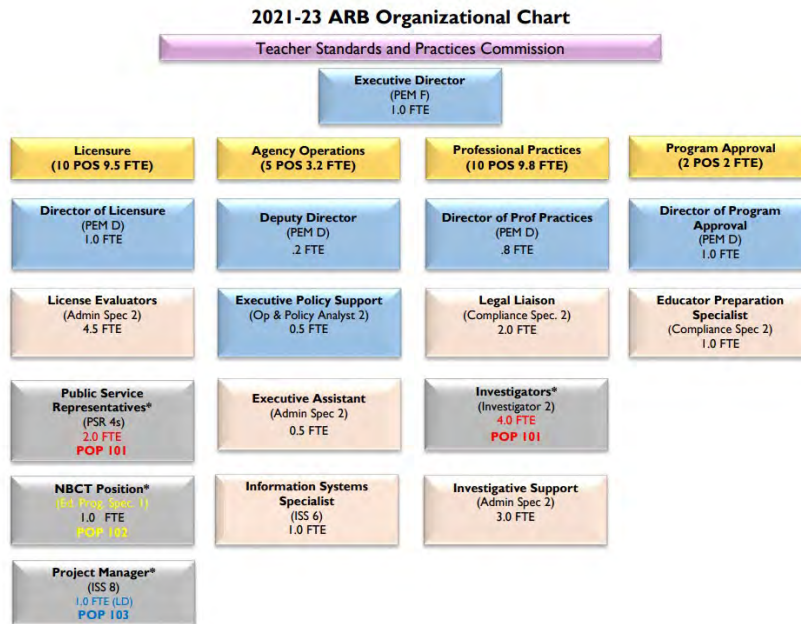 2021-23 ARB Organizational Chart
Teacher Standards and Practices Commission
Executive Director
(PEM F)
1.0 FTE
Licensure
(10 POS 9.5 FTE)
Agency Operations
(5 POS 3.2 FTE)
Professional Practices
(10 POS 9.8 FTE)
Program Approval
(2 POS 2 FTE)
Director of Licensure
(PEM D)
1.0 FTE
Deputy Director
(PEM D)
.2 FTE
Director of Prof Practices
(PEM D)
.8 FTE
Director of Program
Approval
(PEM D)
1.0 FTE
License Evaluators
(Admin Spec 2)
4.5 FTE
Executive Policy Support
(Op & Policy Analyst 2)
0.5 FTE
Legal Liaison
(Compliance Spec. 2)
2.0 FTE
Educator Preparation
Specialist
(Compliance Spec 2)
1.0 FTE
Public Service
Representatives*
(PSR 4s)
2.0 FTE
POP 101
Executive Assistant
(Admin Spec 2)
0.5 FTE
Investigators*
(Investigator 2)
4.0 FTE
POP 101
NBCT Position*
(Ed. Prog. Spec. 1)
1.0 FTE
POP 102
Information Systems
Specialist
(ISS 6)
1.0 FTE
Investigative Support
(Admin Spec 2)
3.0 FTE
Project Manager*
(ISS 8)
1.0 FTE (LD)
POP 103